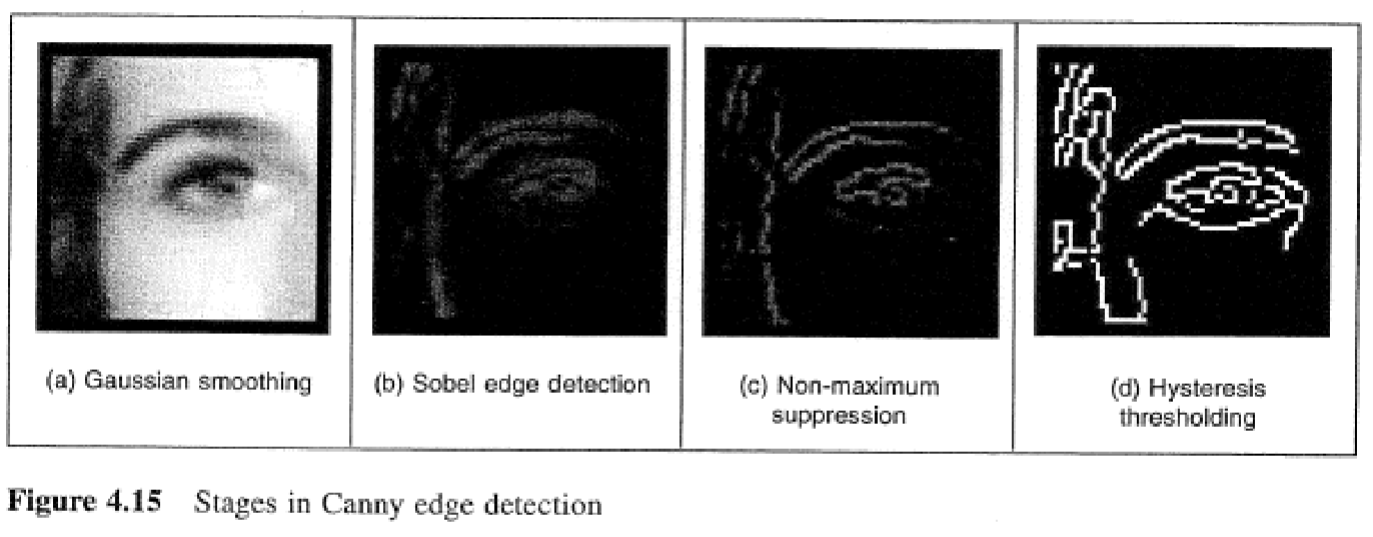 (a) Gaussian smoothing
(b) Sobel edge detection
(c) Non-maximum
suppression
(d) Hysteresis
thresholding
Figure 4.15 Stages in Canny edge detection